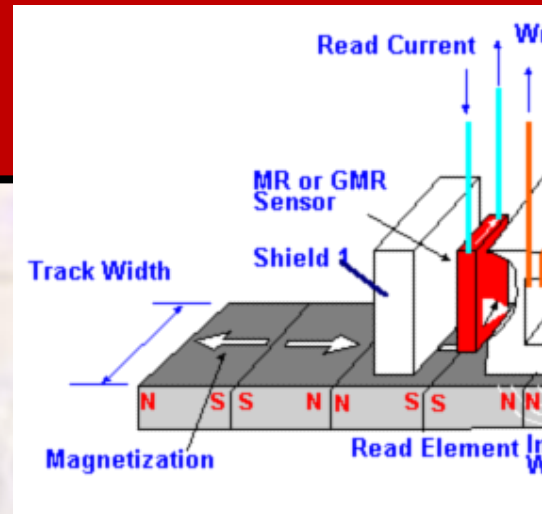 Read Current
MR or GMR
Sensor
Shield 1
Track Width
N S S N N S S N N
Magnetization
Read Element